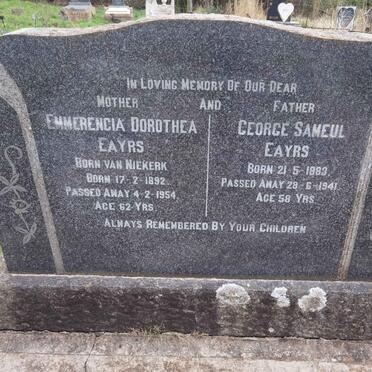 In Loving Memory Of Our Dear
Mother And Father
Emmerencia Dorothea
Eayrs
Born van Niekerk
Born 17-2-1892
Passed Away 4-2-1954
Age 62 Yrs
George Sameul
Eayrs
Born 21-5-1883
Passed Away 28-6-1941
Age 58 Yrs
Always Remembered By Your Children